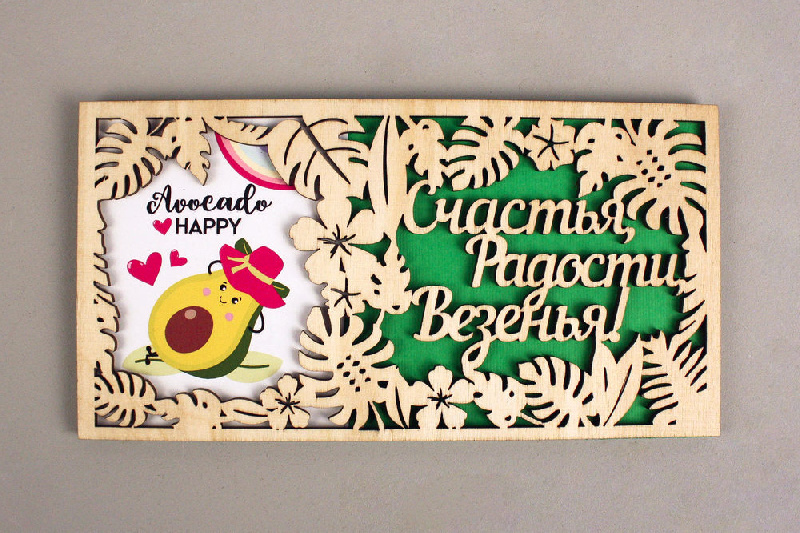 Avocado
HAPPY
Счастья,
Радости,
Везенья!